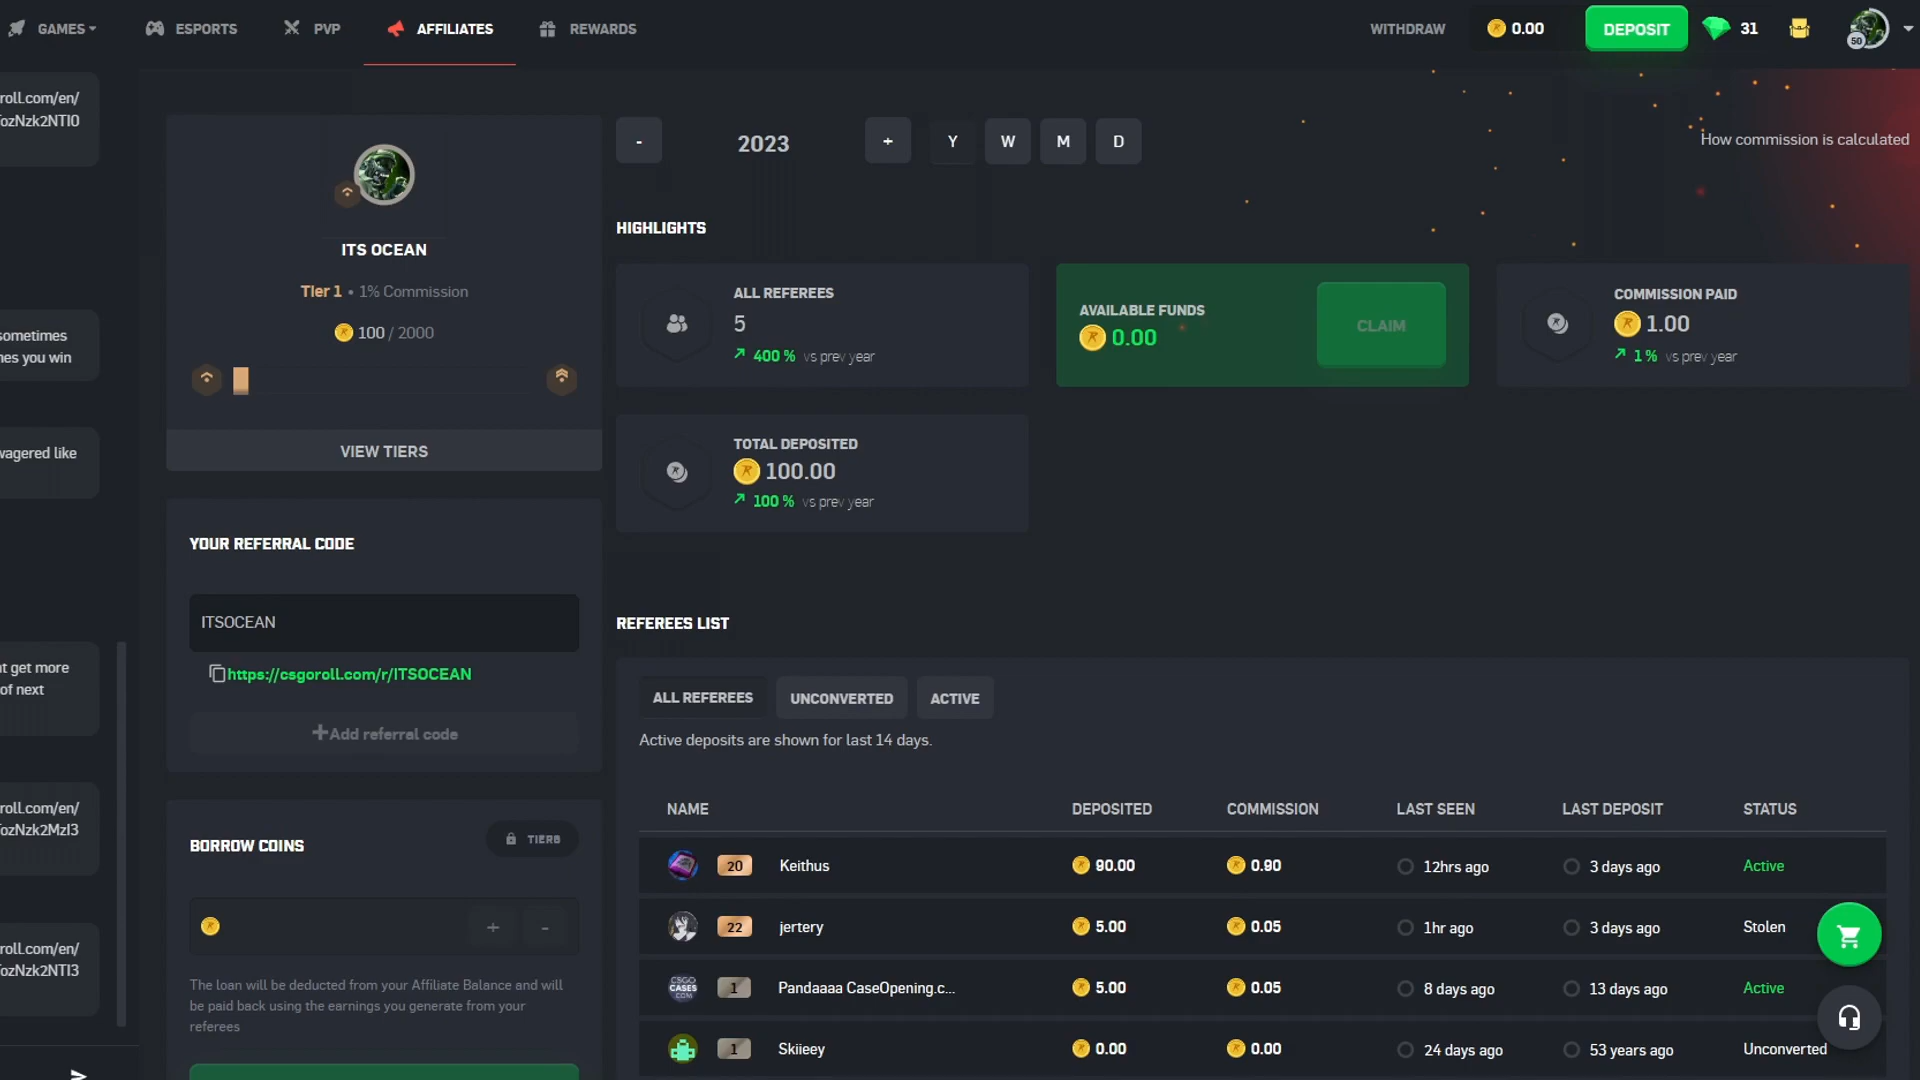 GAMES
ESPORTS
PVP
AFFILIATES
REWARDS
WITHDRAW
0.00
DEPOSIT
31
50
roll.com/en/
ozNzk2NTI0
sometimes
nes you win
wagered like
t get more
of next
roll.com/en/
ozNzk2MzI3
roll.com/en/
ozNzk2NTI3
ITS OCEAN
Tier 1 • 1% Commission
100 / 2000
VIEW TIERS
YOUR REFERRAL CODE
ITSOCEAN
https://csgoroll.com/r/ITSOCEAN
+Add referral code
BORROW COINS
TIER8
+ -
The loan will be deducted from your Affiliate Balance and will
be paid back using the earnings you generate from your
referees
- 2023 + Y W M D
How commission is calculated
HIGHLIGHTS
ALL REFEREES
5
400 % vs prev year
AVAILABLE FUNDS
0.00
CLAIM
COMMISSION PAID
1.00
1 % vs prev year
TOTAL DEPOSITED
100.00
100 % vs prev year
REFEREES LIST
ALL REFEREES UNCONVERTED ACTIVE
Active deposits are shown for last 14 days.
NAME DEPOSITED COMMISSION LAST SEEN LAST DEPOSIT STATUS
20 Keithus 90.00 0.90 12hrs ago 3 days ago Active
22 jertery 5.00 0.05 1hr ago 3 days ago Stolen
CSGO CASES COM 1 Pandaaaa CaseOpening.c... 5.00 0.05 8 days ago 13 days ago Active
1 Skiieey 0.00 0.00 24 days ago 53 years ago Unconverted